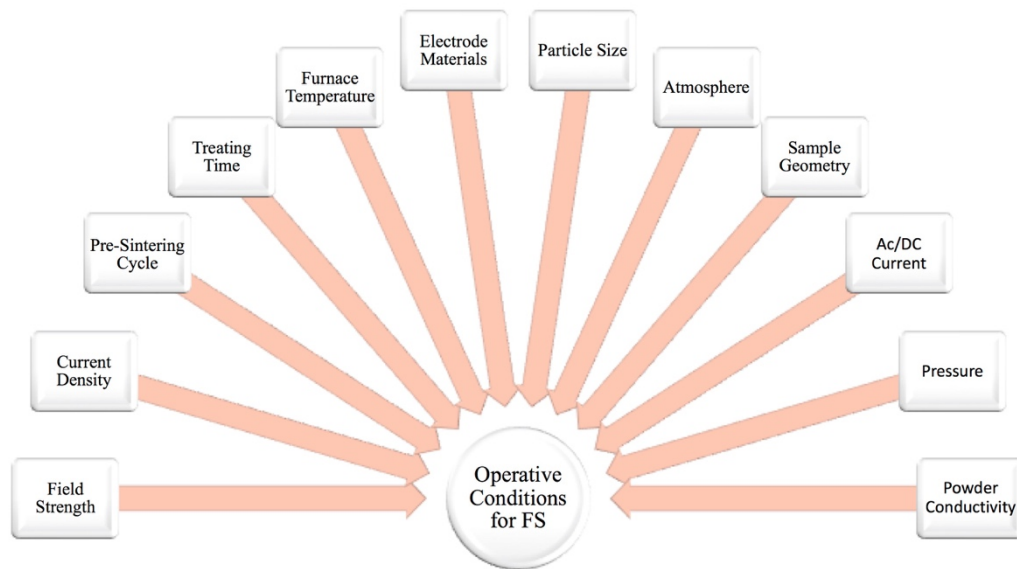 Electrode
Materials
Particle Size
Furnace
Temperature
Atmosphere
Treating
Time
Sample
Geometry
Pre-Sintering
Cycle
Ac/DC
Current
Current
Density
Pressure
Field
Strength
Operative
Conditions
for FS
Powder
Conductivity